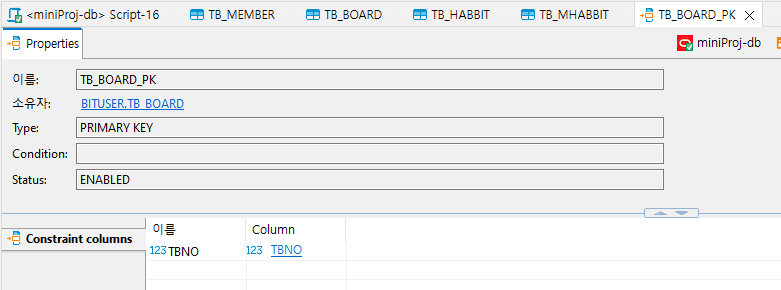 <miniProj-db> Script-16 TB_MEMBER TB_BOARD TB_HABBIT TB_MHABBIT TB_BOARD_PK
Properties miniProj-db
이름: TB_BOARD_PK
소유자: BITUSER.TB_BOARD
Type: PRIMARY KEY
Condition:
Status: ENABLED
Constraint columns
이름 Column
123 TBNO 123 TBNO